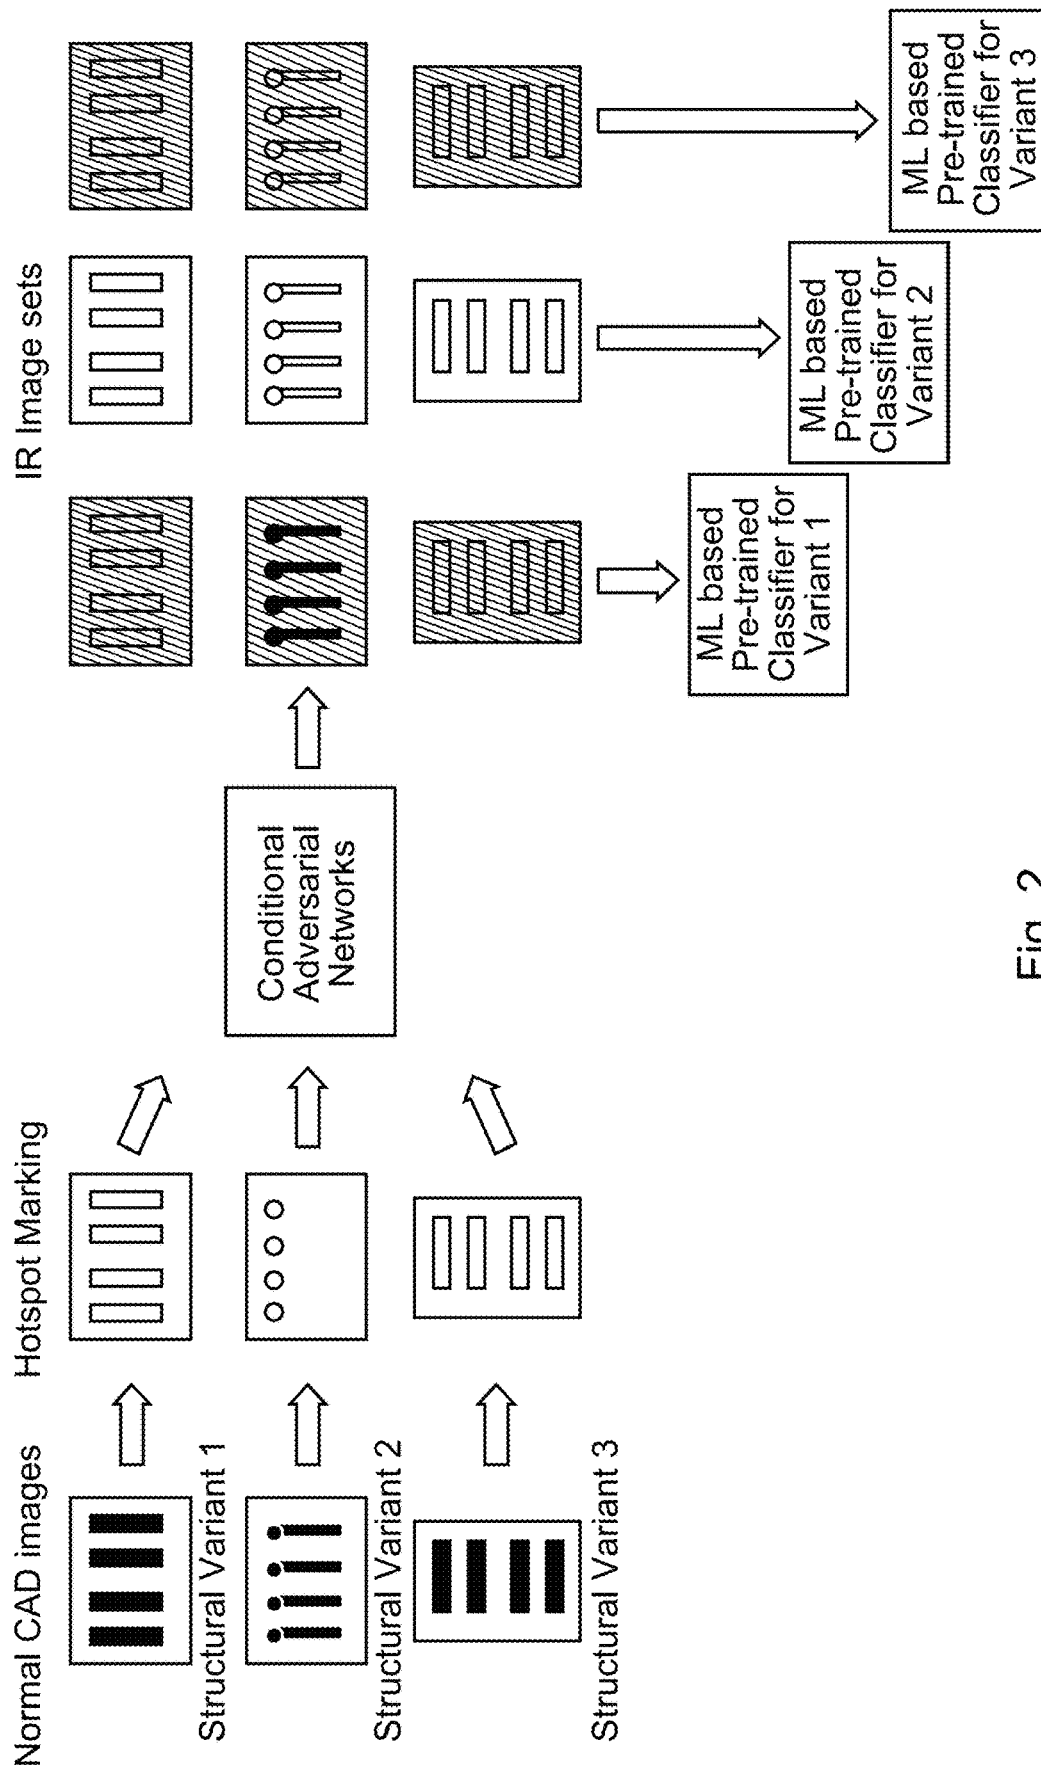 Normal CAD images
Hotspot Marking
IR Image sets
Structural Variant 1
Structural Variant 2
Structural Variant 3
Conditional
Adversarial
Networks
ML based
Pre-trained
Classifier for
Variant 1
ML based
Pre-trained
Classifier for
Variant 2
ML based
Pre-trained
Classifier for
Variant 3
Fig. 2